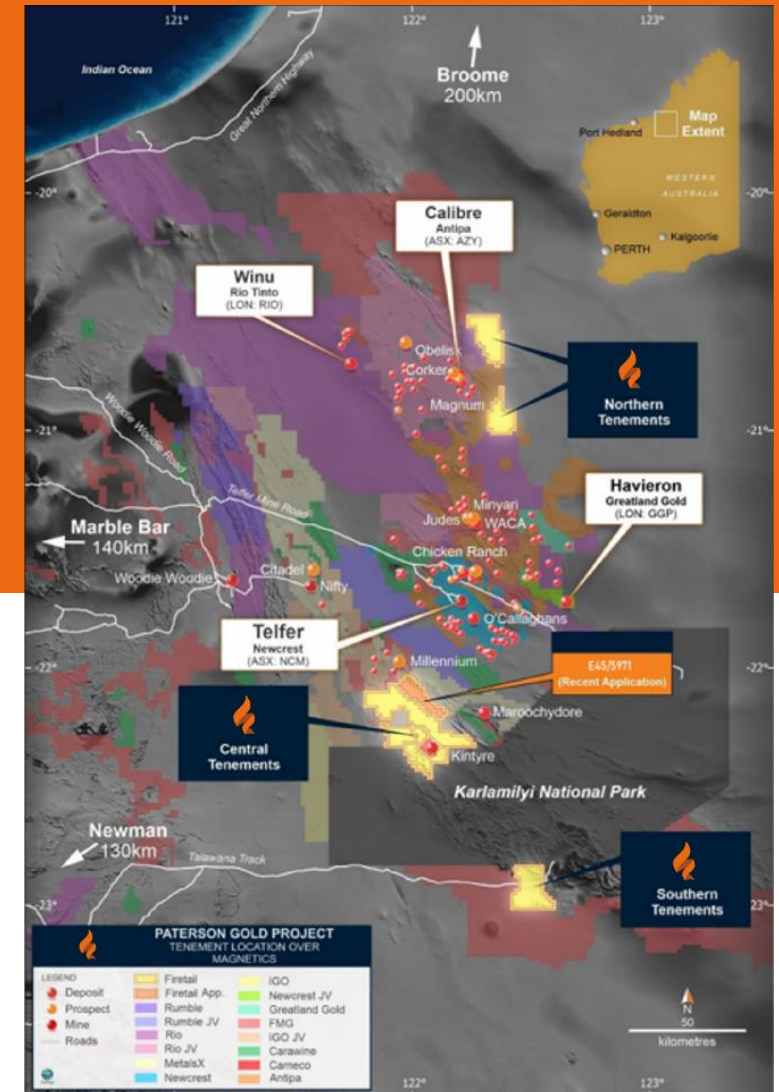 121°
122°
123°
Indian Ocean
Great Northern Highway
Broome
200km
Port Hedland
Map
Extent
WESTERN
AUSTRALIA
Geraldton
Kalgoorlie
PERTH
-20°
-20°
Calibre
Antipa
(ASX: AZY)
Winu
Rio Tinto
(LON: RIO)
Obelisk
Corker
Magnum
Northern
Tenements
-21°
-21°
Woodie Woodie Road
Telfer Mine Road
Havieron
Greatland Gold
(LON: GGP)
Minyari
Judes
WACA
Marble Bar
140km
Chicken Ranch
Citadel
Woodie Woodie
Nifty
O'Callaghans
Telfer
Newcrest
(ASX: NCM)
-22°
-22°
Millennium
E45/5971
(Recent Application)
Maroochydore
Central
Tenements
Kintyre
Karlamilyi National Park
Newman
130km
Talawana Track
Southern
Tenements
-23°
-23°
PATERSON GOLD PROJECT
TENEMENT LOCATION OVER
MAGNETICS
LEGEND
Deposit
Prospect
Mine
Roads
Firetail
Firetail App.
Rumble
Rumble JV
Rio
Rio JV
MetalsX
Newcrest
IGO
Newcrest JV
Greatland Gold
FMG
IGO JV
Carawine
Cameco
Antipa
N
50
kilometres
121°
122°